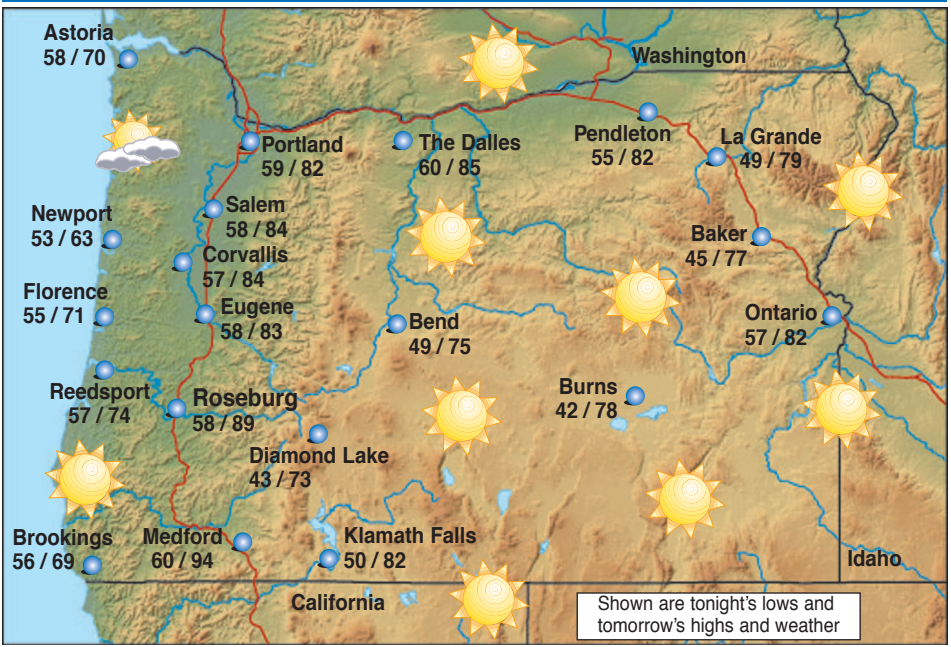 Astoria
58 / 70
Washington
Portland
59 / 82
The Dalles
60 / 85
Pendleton
55 / 82
La Grande
49 / 79
Newport
53 / 63
Salem
58 / 84
Corvallis
57 / 84
Baker
45 / 77
Florence
55 / 71
Eugene
58 / 83
Bend
49 / 75
Ontario
57 / 82
Reedsport
57 / 74
Roseburg
58 / 89
Burns
42 / 78
Diamond Lake
43 / 73
Brookings
56 / 69
Medford
60 / 94
Klamath Falls
50 / 82
Idaho
California
Shown are tonight's lows and
tomorrow's highs and weather